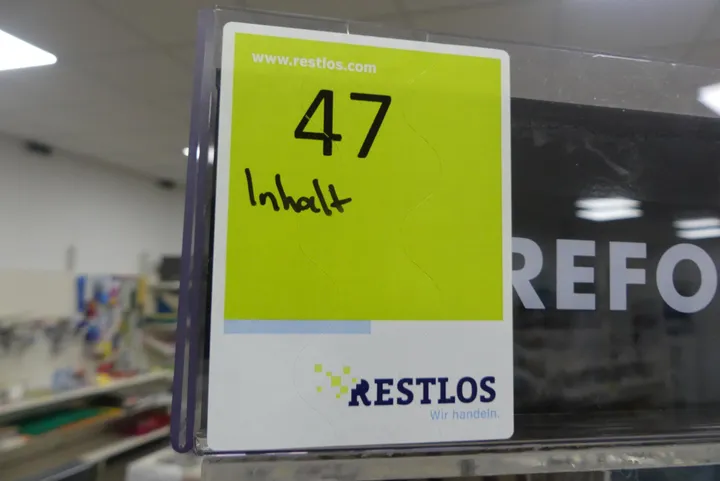 www.restlos.com
47
Inhalt
RESTLOS
Wir handeln.
REFO